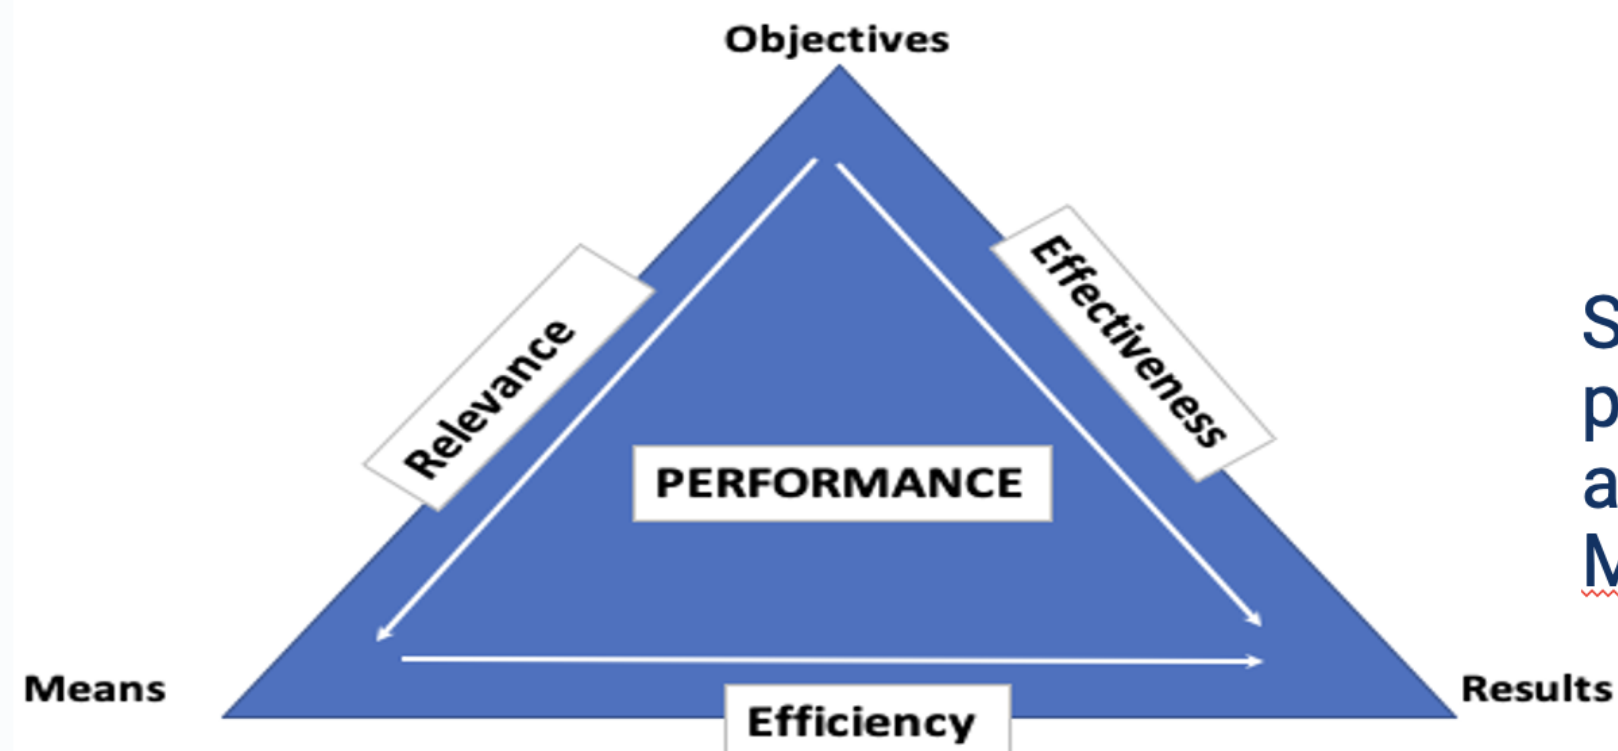 Objectives
Relevance
Effectiveness
PERFORMANCE
Means
Results
Efficiency